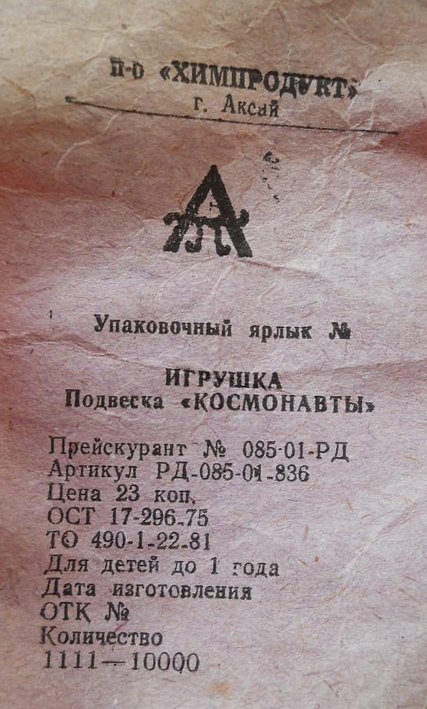 п-о «ХИМПРОДУКТ»
г. Аксай
Упаковочный ярлык №
ИГРУШКА
Подвеска «КОСМОНАВТЫ»
Прейскурант № 085-01-РД
Артикул РД-085-01-836
Цена 23 коп.
ОСТ 17-296-75
ТО 490-1-22-81
Для детей до 1 года
Дата изготовления
ОТК №
Количество
1111—10000